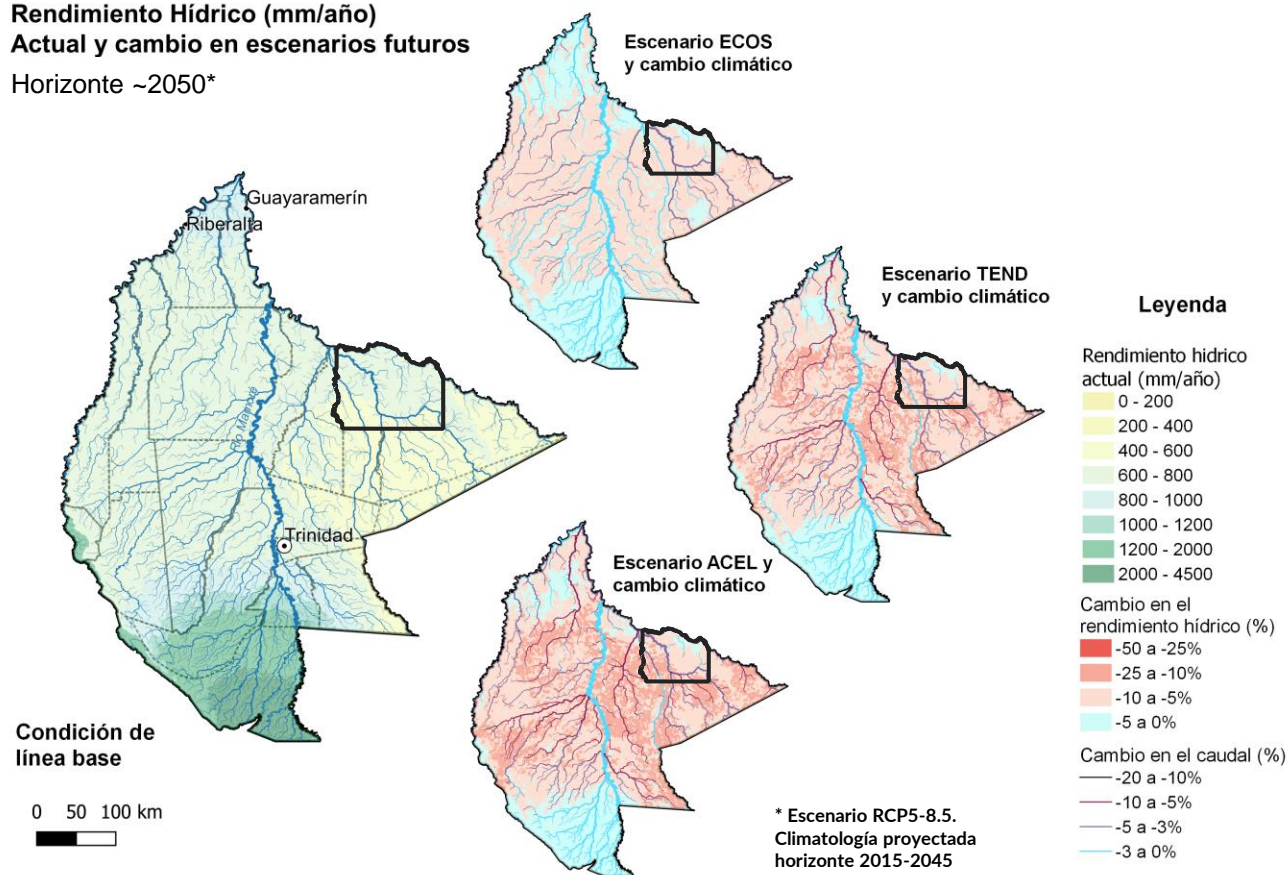 Rendimiento Hídrico (mm/año)
Actual y cambio en escenarios futuros
Horizonte ~2050*
Escenario ECOS
y cambio climático
Guayaramerín
Riberalta
Río Mamoré
Trinidad
Condición de
línea base
0 50 100 km
Escenario TEND
y cambio climático
Escenario ACEL y
cambio climático
* Escenario RCP5-8.5.
Climatología proyectada
horizonte 2015-2045
Leyenda
Rendimiento hidrico
actual (mm/año)
0 - 200
200 - 400
400 - 600
600 - 800
800 - 1000
1000 - 1200
1200 - 2000
2000 - 4500
Cambio en el
rendimiento hídrico (%)
-50 a -25%
-25 a -10%
-10 a -5%
-5 a 0%
Cambio en el caudal (%)
-20 a -10%
-10 a -5%
-5 a -3%
-3 a 0%